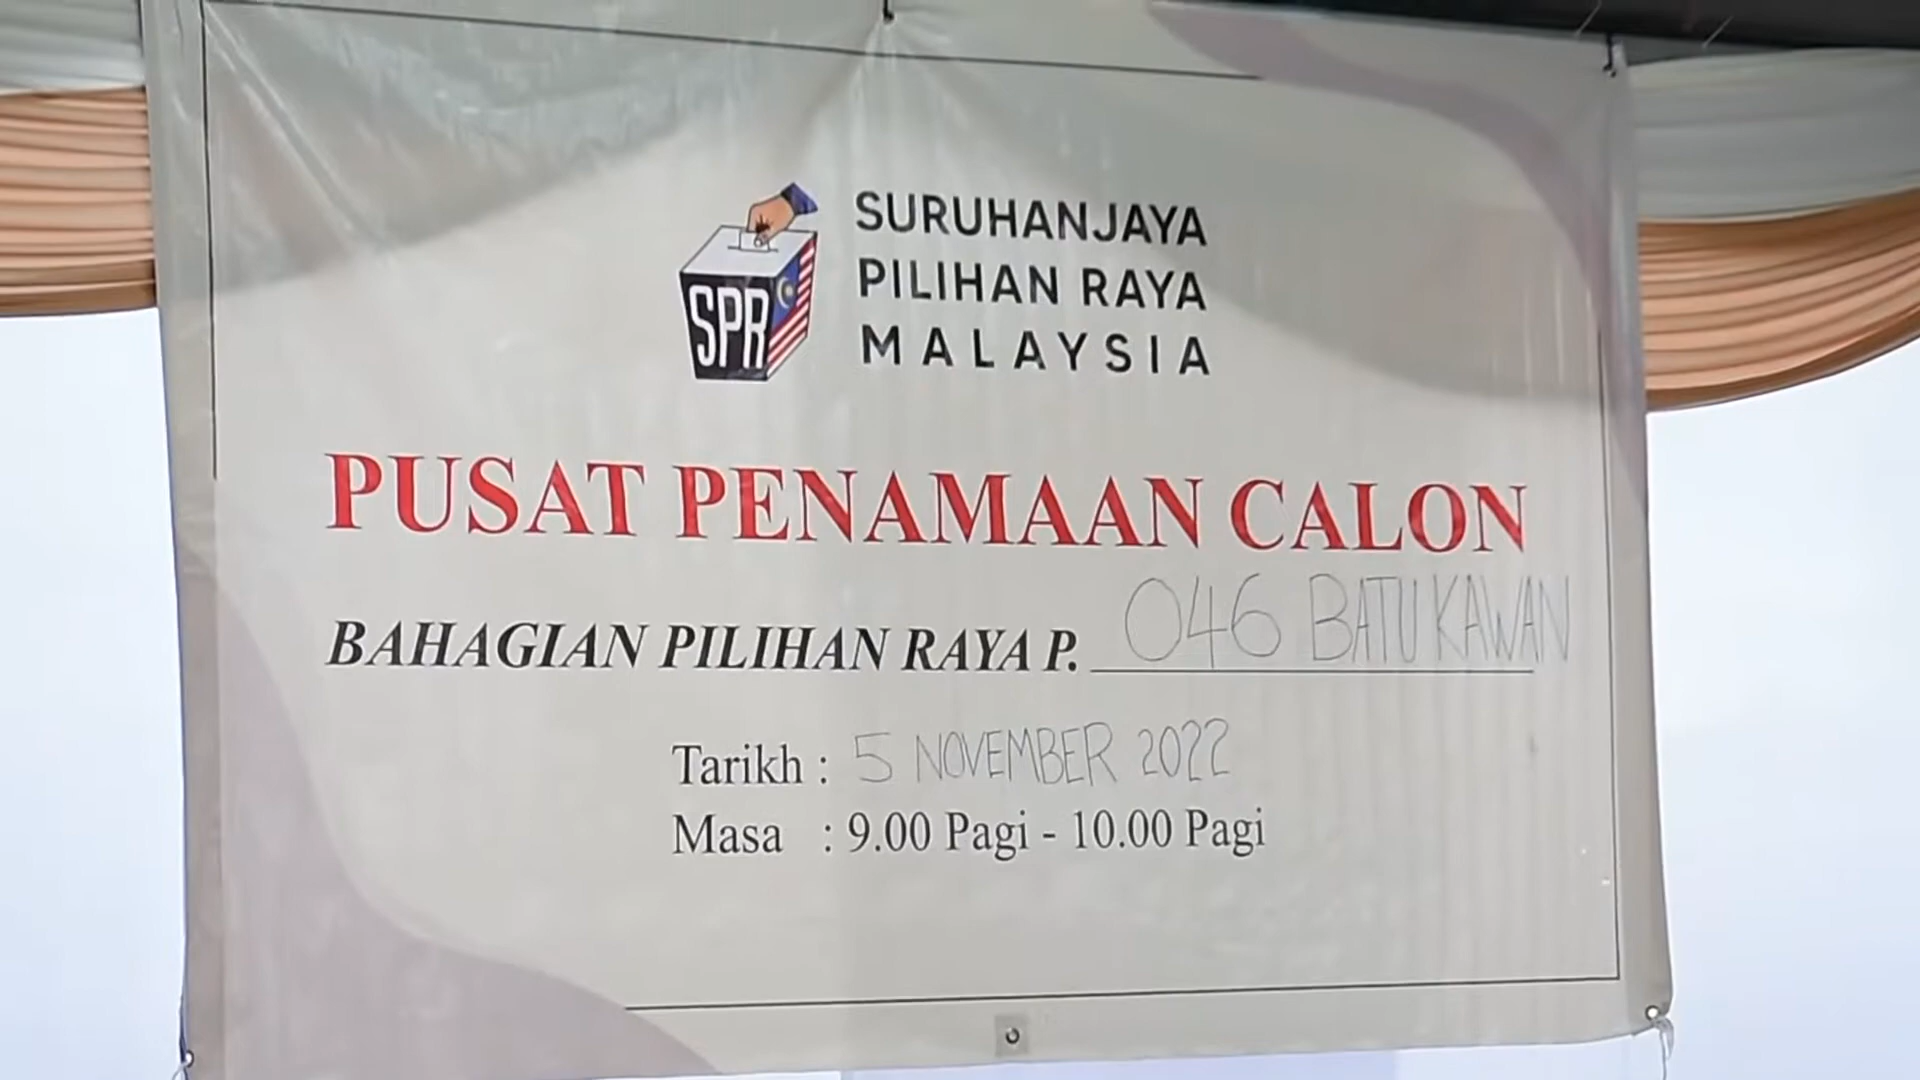 SURUHANJAYA
PILIHAN RAYA
MALAYSIA
SPR
PUSAT PENAMAAN CALON
BAHAGIAN PILIHAN RAYA P. 046 BATU KAWAN
Tarikh : 5 NOVEMBER 2022
Masa : 9.00 Pagi - 10.00 Pagi